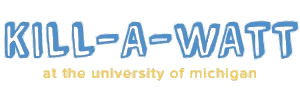 KILL-A-WATT
at the university of michigan